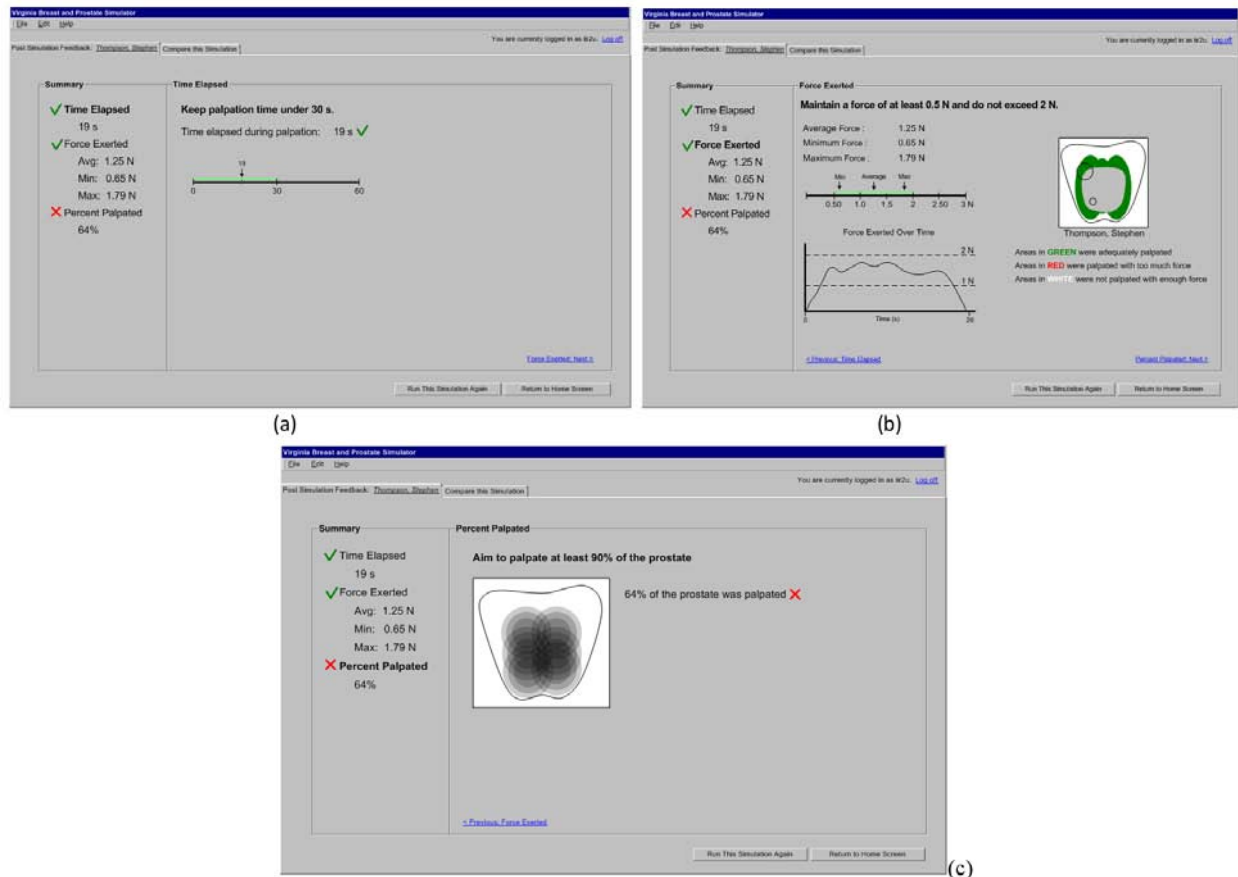 Virginia Breast and Prostate Simulator
File Edit Help
You are currently logged in as lir2u. Log off
Post Simulation Feedback: Thompson, Stephen Compare this Simulation
Summary
Time Elapsed
19 s
Force Exerted
Avg: 1.25 N
Min: 0.65 N
Max: 1.79 N
Percent Palpated
64%
Time Elapsed
Keep palpation time under 30 s.
Time elapsed during palpation: 19 s
19
0 30 60
Force Exerted: Next >
Run This Simulation Again Return to Home Screen
(a)
Virginia Breast and Prostate Simulator
File Edit Help
You are currently logged in as Log off
Post Simulation Feedback: Thompson, Stephen Compare this Simulation
Summary
Time Elapsed
19 s
Force Exerted
Avg: 1.25 N
Min: 0.65 N
Max: 1.79 N
Percent Palpated
64%
Force Exerted
Maintain a force of at least 0.5 N and do not exceed 2 N.
Average Force : 1.25 N
Minimum Force : 0.65 N
Maximum Force : 1.79 N
Min Average Max
0.50 1.0 1.5 2 2.50 3 N
Force Exerted Over Time
2 N
1 N
0 Time (s)
Thompson, Stephen
Areas in GREEN were adequately palpated
Areas in RED were palpated with too much force
Areas in WHITE were not palpated with enough force
< Previous: Time Elapsed Percent Palpated: Next >
Run This Simulation Again Return to Home Screen
(b)
Virginia Breast and Prostate Simulator
File Edit Help
You are currently logged in as Log off
Post Simulation Feedback: Thompson, Stephen Compare this Simulation
Summary
Time Elapsed
19 s
Force Exerted
Avg: 1.25 N
Min: 0.65 N
Max: 1.79 N
Percent Palpated
64%
Percent Palpated
Aim to palpate at least 90% of the prostate
64% of the prostate was palpated
< Previous: Force Exerted
Run This Simulation Again Return to Home Screen
(c)